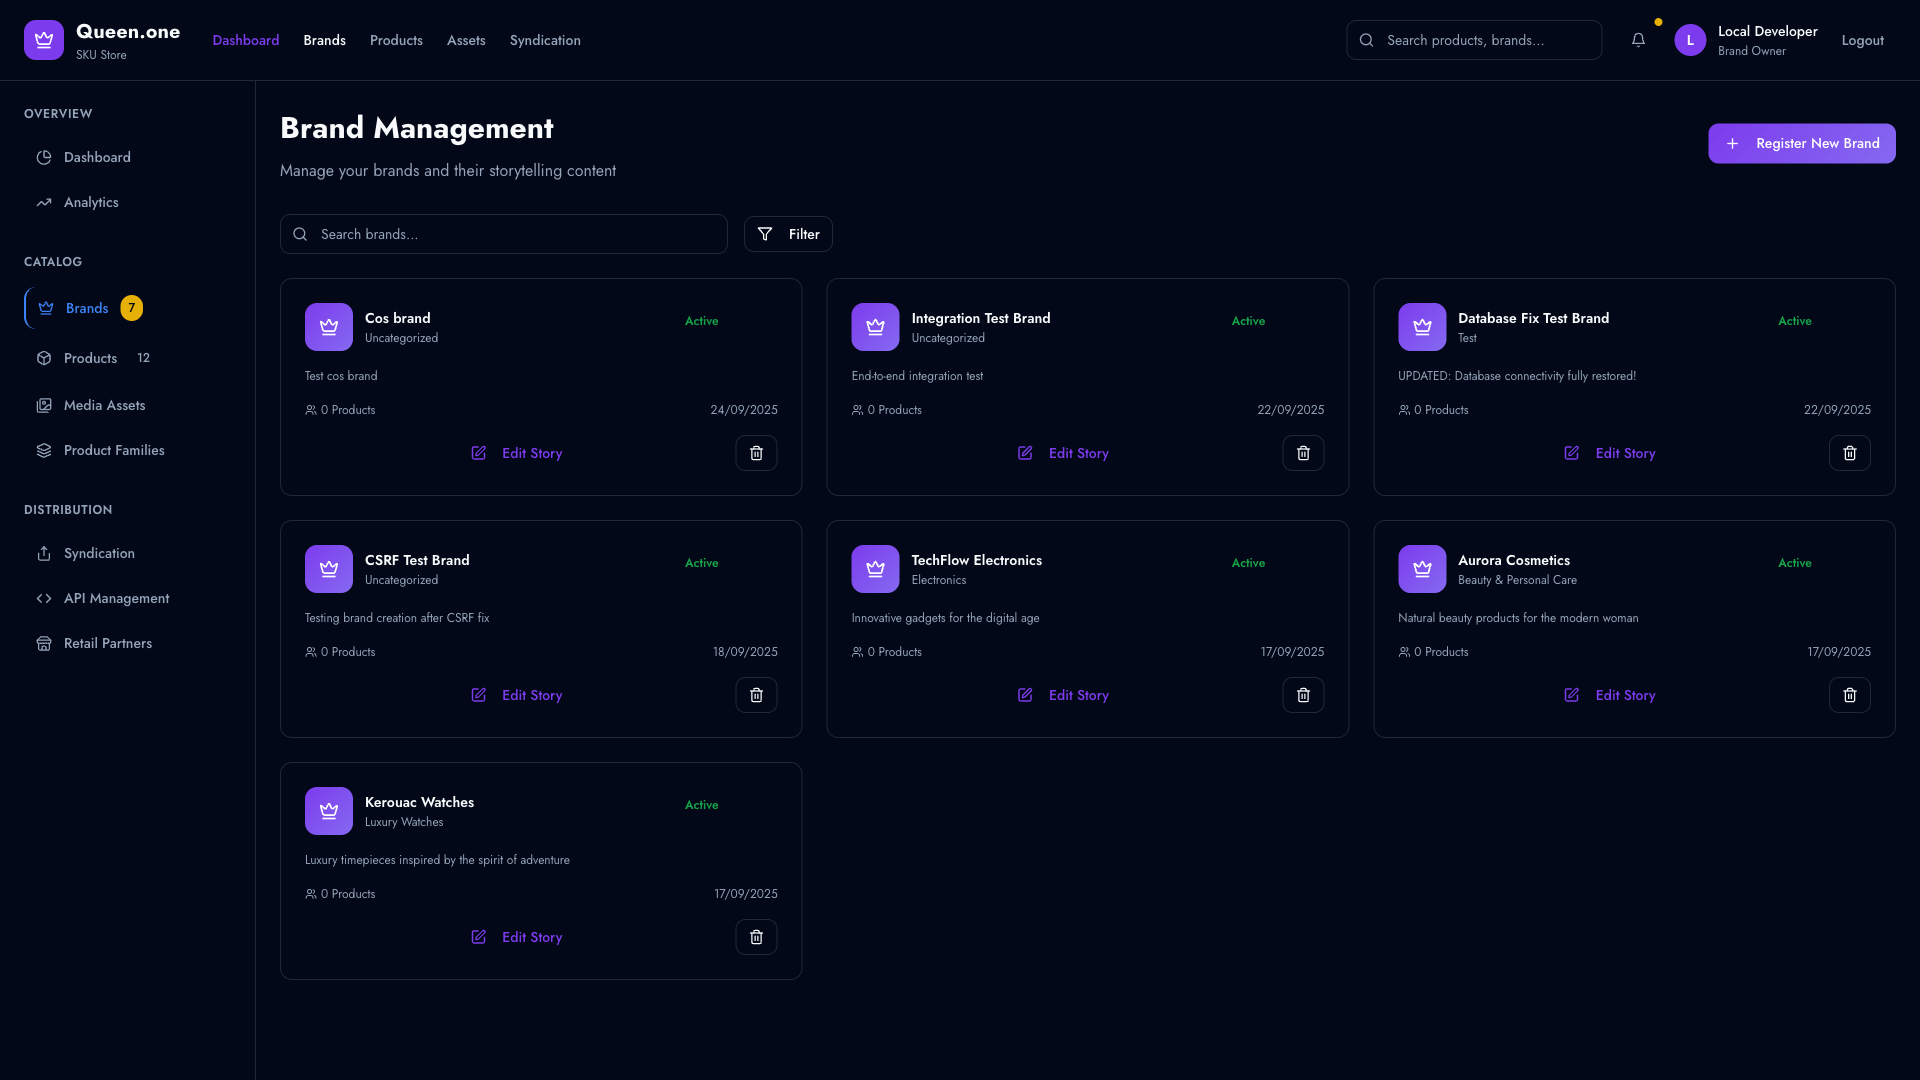 Queen.one
SKU Store
Dashboard
Brands
Products
Assets
Syndication
Search products, brands...
L
Local Developer
Brand Owner
Logout
OVERVIEW
Dashboard
Analytics
CATALOG
Brands 7
Products 12
Media Assets
Product Families
DISTRIBUTION
Syndication
API Management
Retail Partners
Brand Management
Manage your brands and their storytelling content
Register New Brand
Search brands...
Filter
Cos brand
Active
Uncategorized
Test cos brand
0 Products
24/09/2025
Edit Story
Integration Test Brand
Active
Uncategorized
End-to-end integration test
0 Products
22/09/2025
Edit Story
Database Fix Test Brand
Active
Test
UPDATED: Database connectivity fully restored!
0 Products
22/09/2025
Edit Story
CSRF Test Brand
Active
Uncategorized
Testing brand creation after CSRF fix
0 Products
18/09/2025
Edit Story
TechFlow Electronics
Active
Electronics
Innovative gadgets for the digital age
0 Products
17/09/2025
Edit Story
Aurora Cosmetics
Active
Beauty & Personal Care
Natural beauty products for the modern woman
0 Products
17/09/2025
Edit Story
Kerouac Watches
Active
Luxury Watches
Luxury timepieces inspired by the spirit of adventure
0 Products
17/09/2025
Edit Story